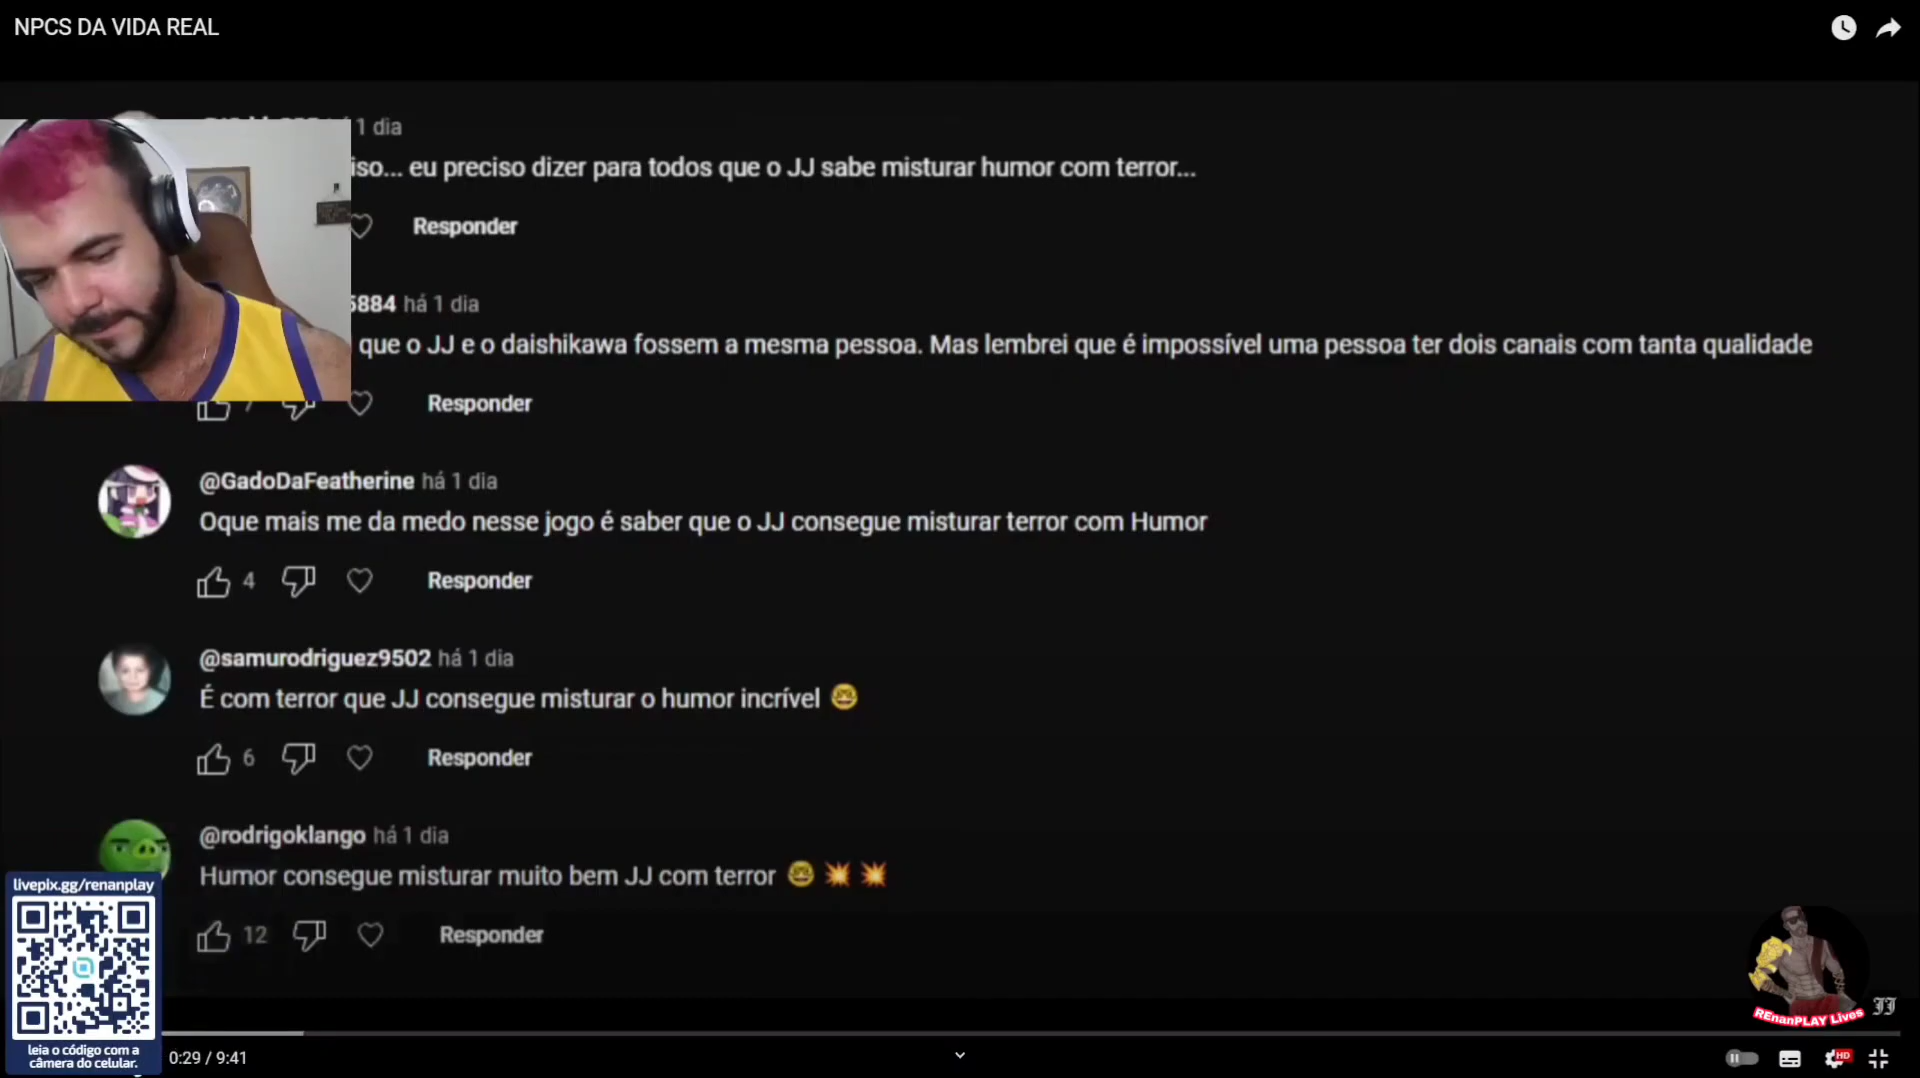 NPCS DA VIDA REAL
1 dia
iso... eu preciso dizer para todos que o JJ sabe misturar humor com terror...
Responder
5884 há 1 dia
que o JJ e o daishikawa fossem a mesma pessoa. Mas lembrei que é impossível uma pessoa ter dois canais com tanta qualidade
Responder
@GadoDaFeatherine há 1 dia
Oque mais me da medo nesse jogo é saber que o JJ consegue misturar terror com Humor
4 Responder
@samurodriguez9502 há 1 dia
É com terror que JJ consegue misturar o humor incrível 🤓
6 Responder
@rodrigoklango há 1 dia
Humor consegue misturar muito bem JJ com terror 🤓 💥 💥
12 Responder
livepix.gg/renanplay
leia o código com a
câmera do celular.
REnanPLAY Lives
JJ
0:29 / 9:41
HD